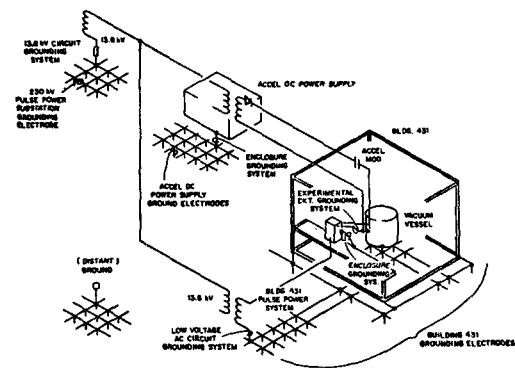 13.8 kV CIRCUIT
GROUNDING
SYSTEM
13.8 kV
230 kV
PULSE POWER
SUBSTATION
GROUNDING
ELECTRODE
ACCEL DC POWER SUPPLY
ENCLOSURE
GROUNDING
SYSTEM
ACCEL DC
POWER SUPPLY
GROUND ELECTRODES
BLDG. 431
ACCEL
MOD
EXPERIMENTAL
EKT. GROUNDING
SYSTEM
VACUUM
VESSEL
ENCLOSURE
GROUNDING
SYS.
(DISTANT)
GROUND
13.8 kV
BLDG 431
PULSE POWER
SYSTEM
LOW VOLTAGE
AC CIRCUIT
GROUNDING SYSTEM
BUILDING 431
GROUNDING ELECTRODES